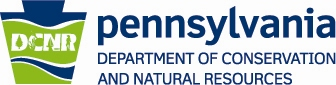 DCNR
pennsylvania
DEPARTMENT OF CONSERVATION
AND NATURAL RESOURCES